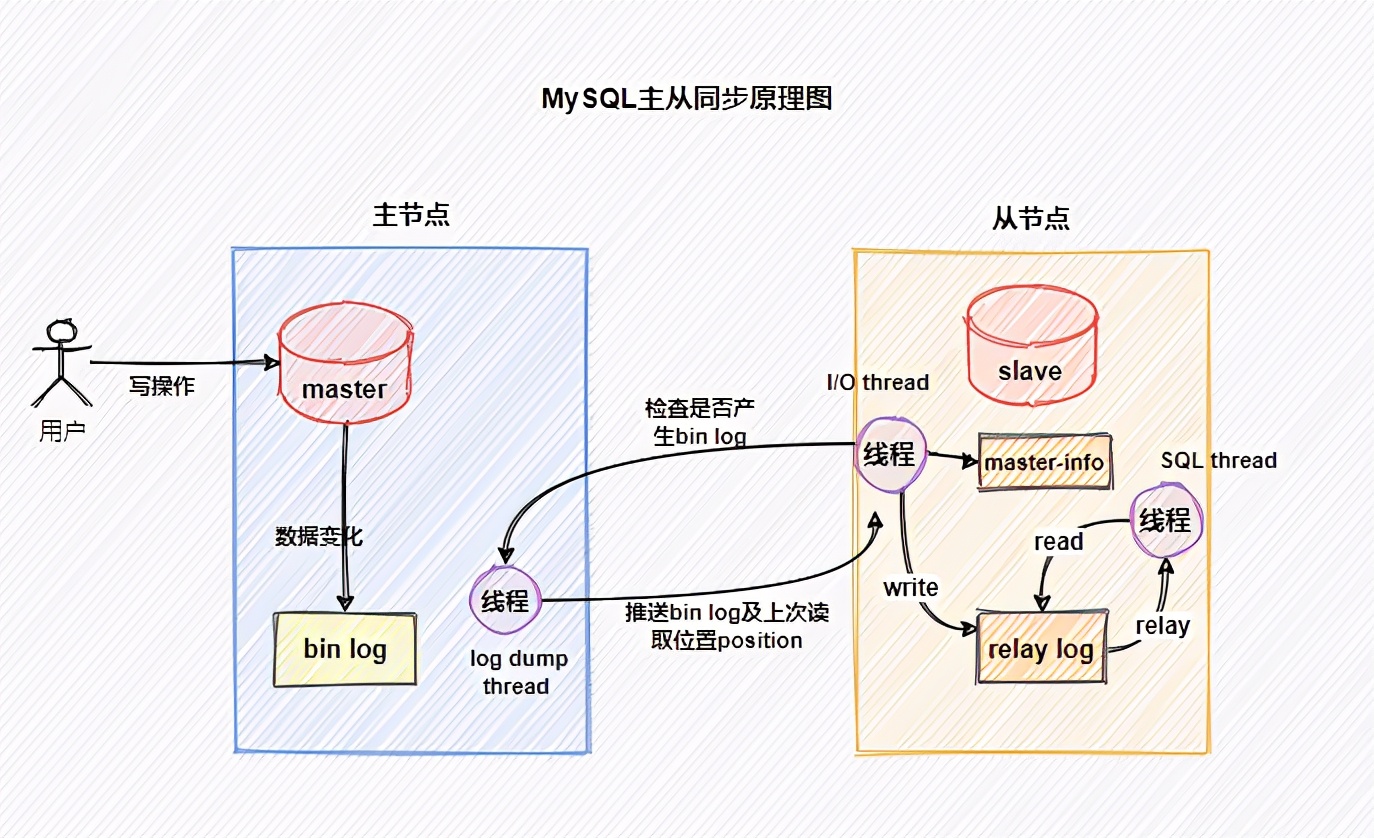 MySQL主从同步原理图
主节点
从节点
用户
写操作
master
数据变化
bin log
线程
log dump
thread
检查是否产
生bin log
推送bin log及上次读
取位置position
I/O thread
线程
slave
master-info
SQL thread
线程
read
write
relay log
relay